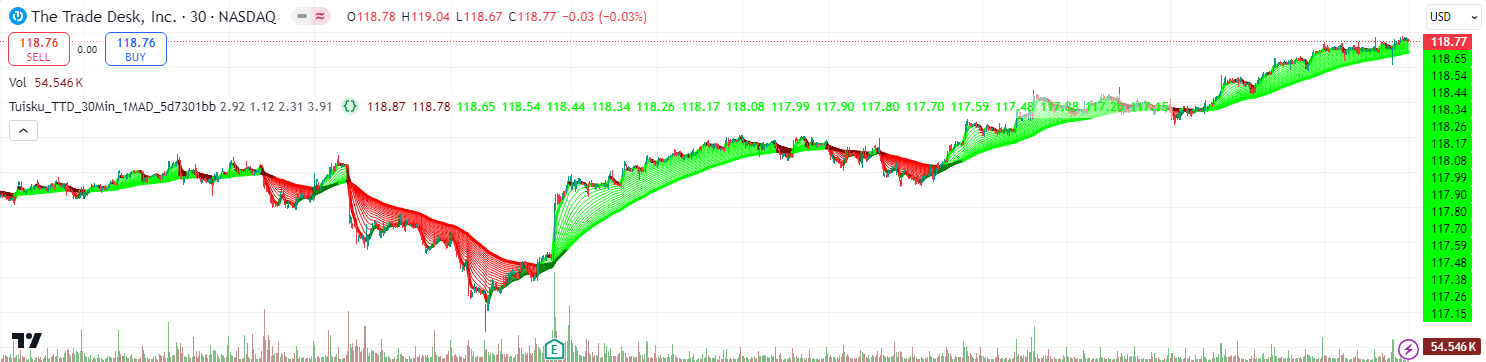 The Trade Desk, Inc. · 30 · NASDAQ O118.78 H119.04 L118.67 C118.77 −0.03 (−0.03%)
USD
118.76 SELL 0.00 118.76 BUY
Vol 54.546K
Tuisku_TTD_30Min_1MAD_5d7301bb 2.92 1.12 2.31 3.91 118.87 118.78 118.65 118.54 118.44 118.34 118.26 118.17 118.08 117.99 117.90 117.80 117.70 117.59 117.48 117.38 117.26 117.15
118.77
118.65
118.54
118.44
118.34
118.26
118.17
118.08
117.99
117.90
117.80
117.70
117.59
117.48
117.38
117.26
117.15
54.546K
E